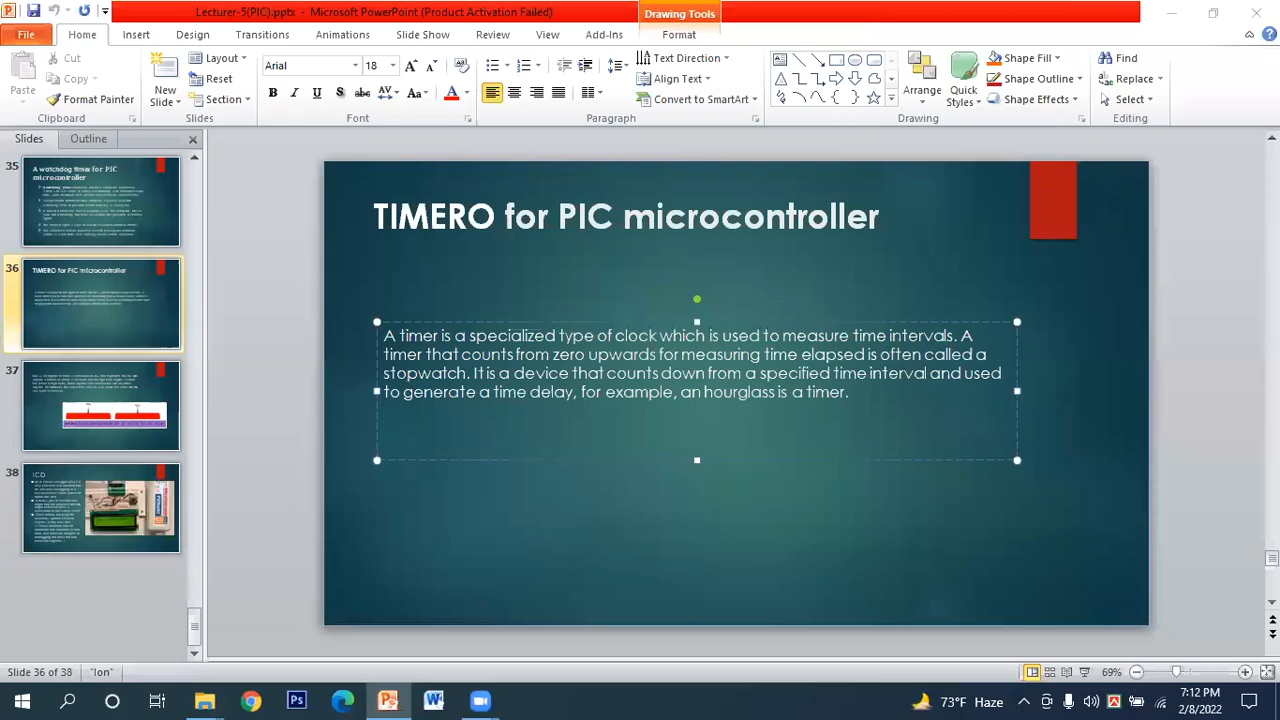 Lecturer-5(PIC).pptx - Microsoft PowerPoint (Product Activation Failed)
Drawing Tools
File Home Insert Design Transitions Animations Slide Show Review View Add-Ins Format
Paste
Cut
Copy
Format Painter
Clipboard
New
Slide
Layout
Reset
Section
Slides
Arial 18
B I U S abc AV Aa A
Font
Text Direction
Align Text
Convert to SmartArt
Paragraph
Arrange
Quick
Styles
Shape Fill
Shape Outline
Shape Effects
Drawing
Find
Replace
Select
Editing
Slides Outline
35
A watchdog timer for PIC
microcontroller
36
TIMERO for PIC microcontroller
37
38
ICD
TIMERO for PIC microcontroller
A timer is a specialized type of clock which is used to measure time intervals. A
timer that counts from zero upwards for measuring time elapsed is often called a
stopwatch. It is a device that counts down from a specified time interval and used
to generate a time delay, for example, an hourglass is a timer.
Slide 36 of 38 "Ion" 69%
73°F Haze
7:12 PM
2/8/2022